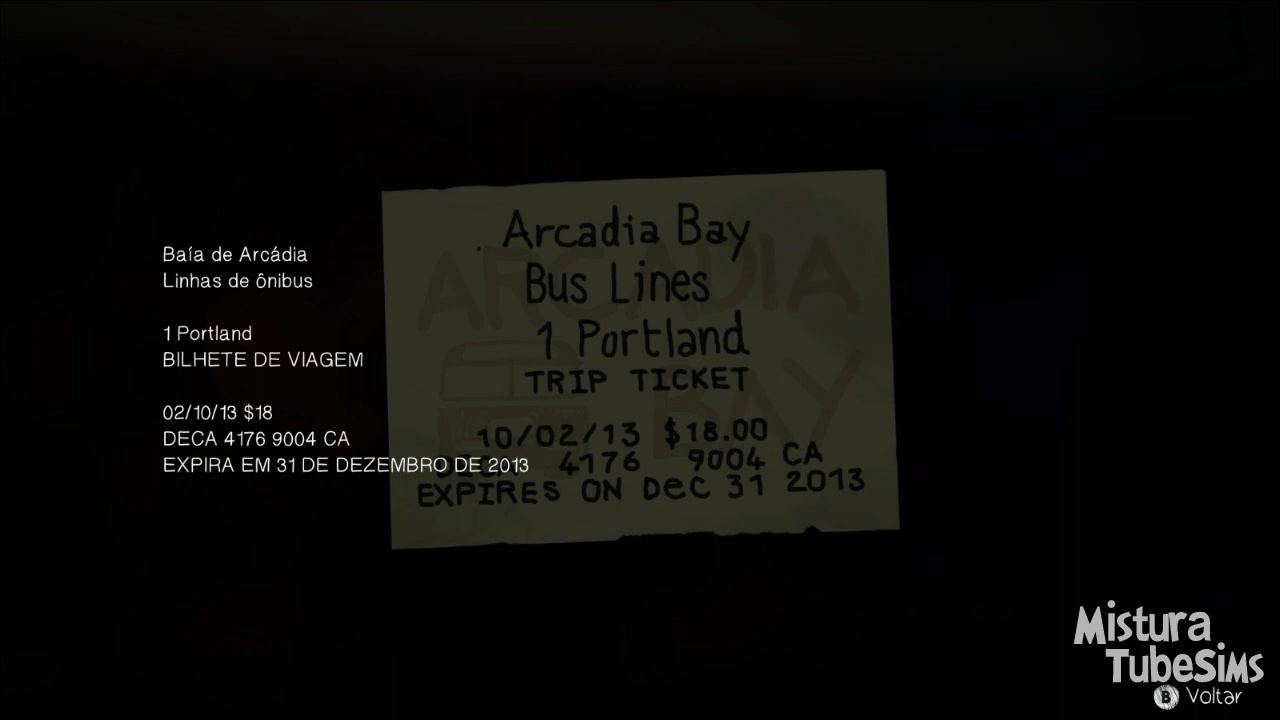 Baía de Arcádia
Linhas de ônibus
1 Portland
BILHETE DE VIAGEM
02/10/13 $18
DECA 4176 9004 CA
EXPIRA EM 31 DE DEZEMBRO DE 2013
ARCADIA
BAY
Arcadia Bay
Bus Lines
1 Portland
TRIP TICKET
10/02/13 $18.00
4176 9004 CA
EXPIRES ON DEC 31 2013
Mistura
TubeSims
B Voltar